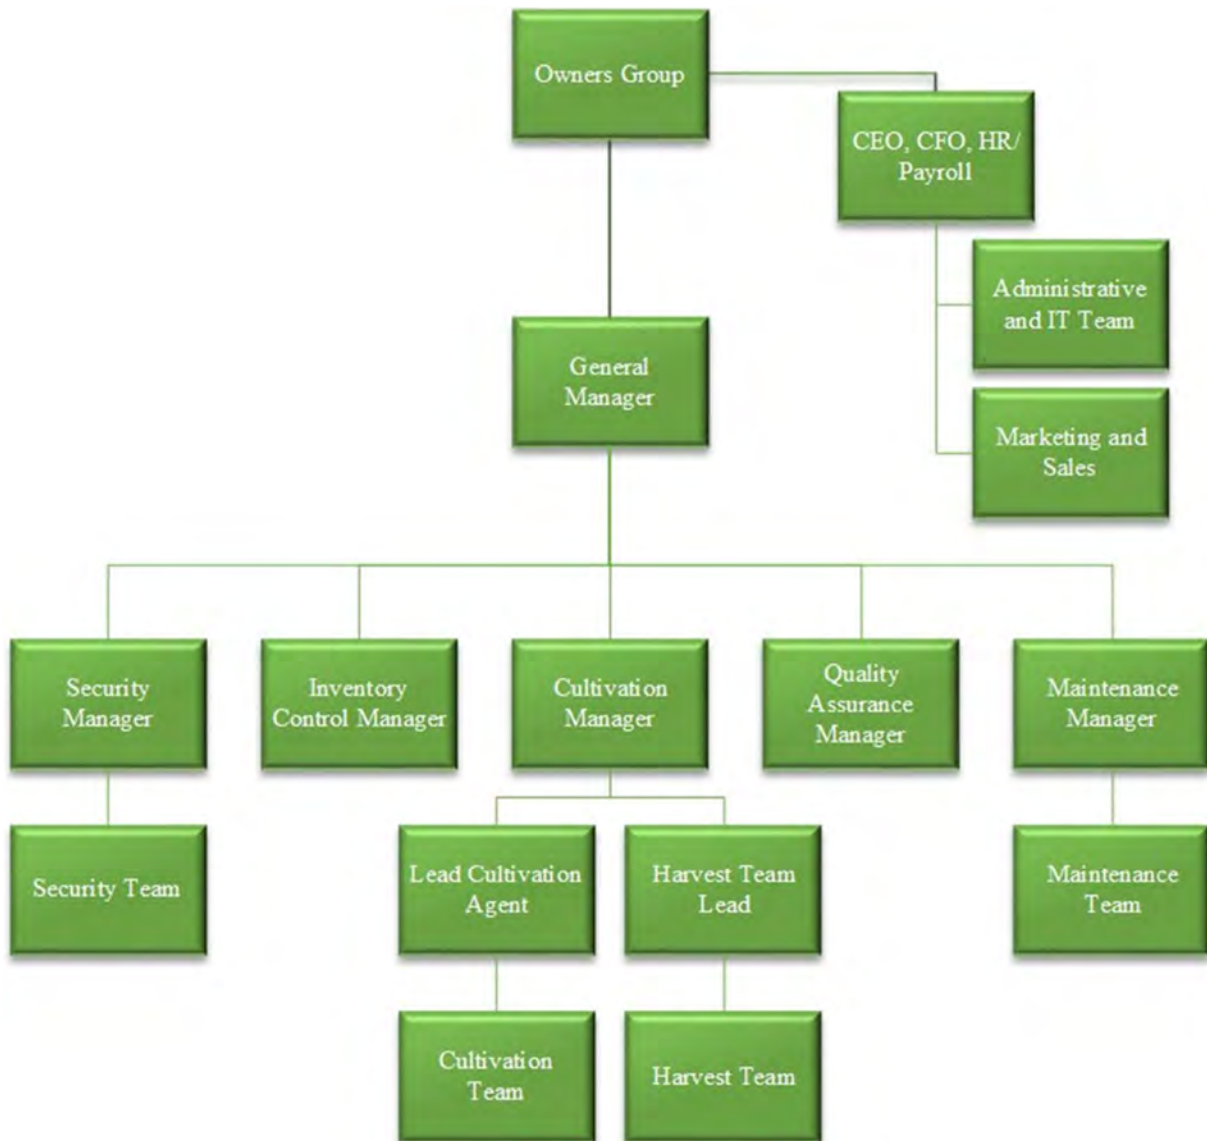 Owners Group
CEO, CFO, HR/
Payroll
Administrative
and IT Team
General
Manager
Marketing and
Sales
Security
Manager
Inventory
Control Manager
Cultivation
Manager
Quality
Assurance
Manager
Maintenance
Manager
Security Team
Lead Cultivation
Agent
Harvest Team
Lead
Maintenance
Team
Cultivation
Team
Harvest Team